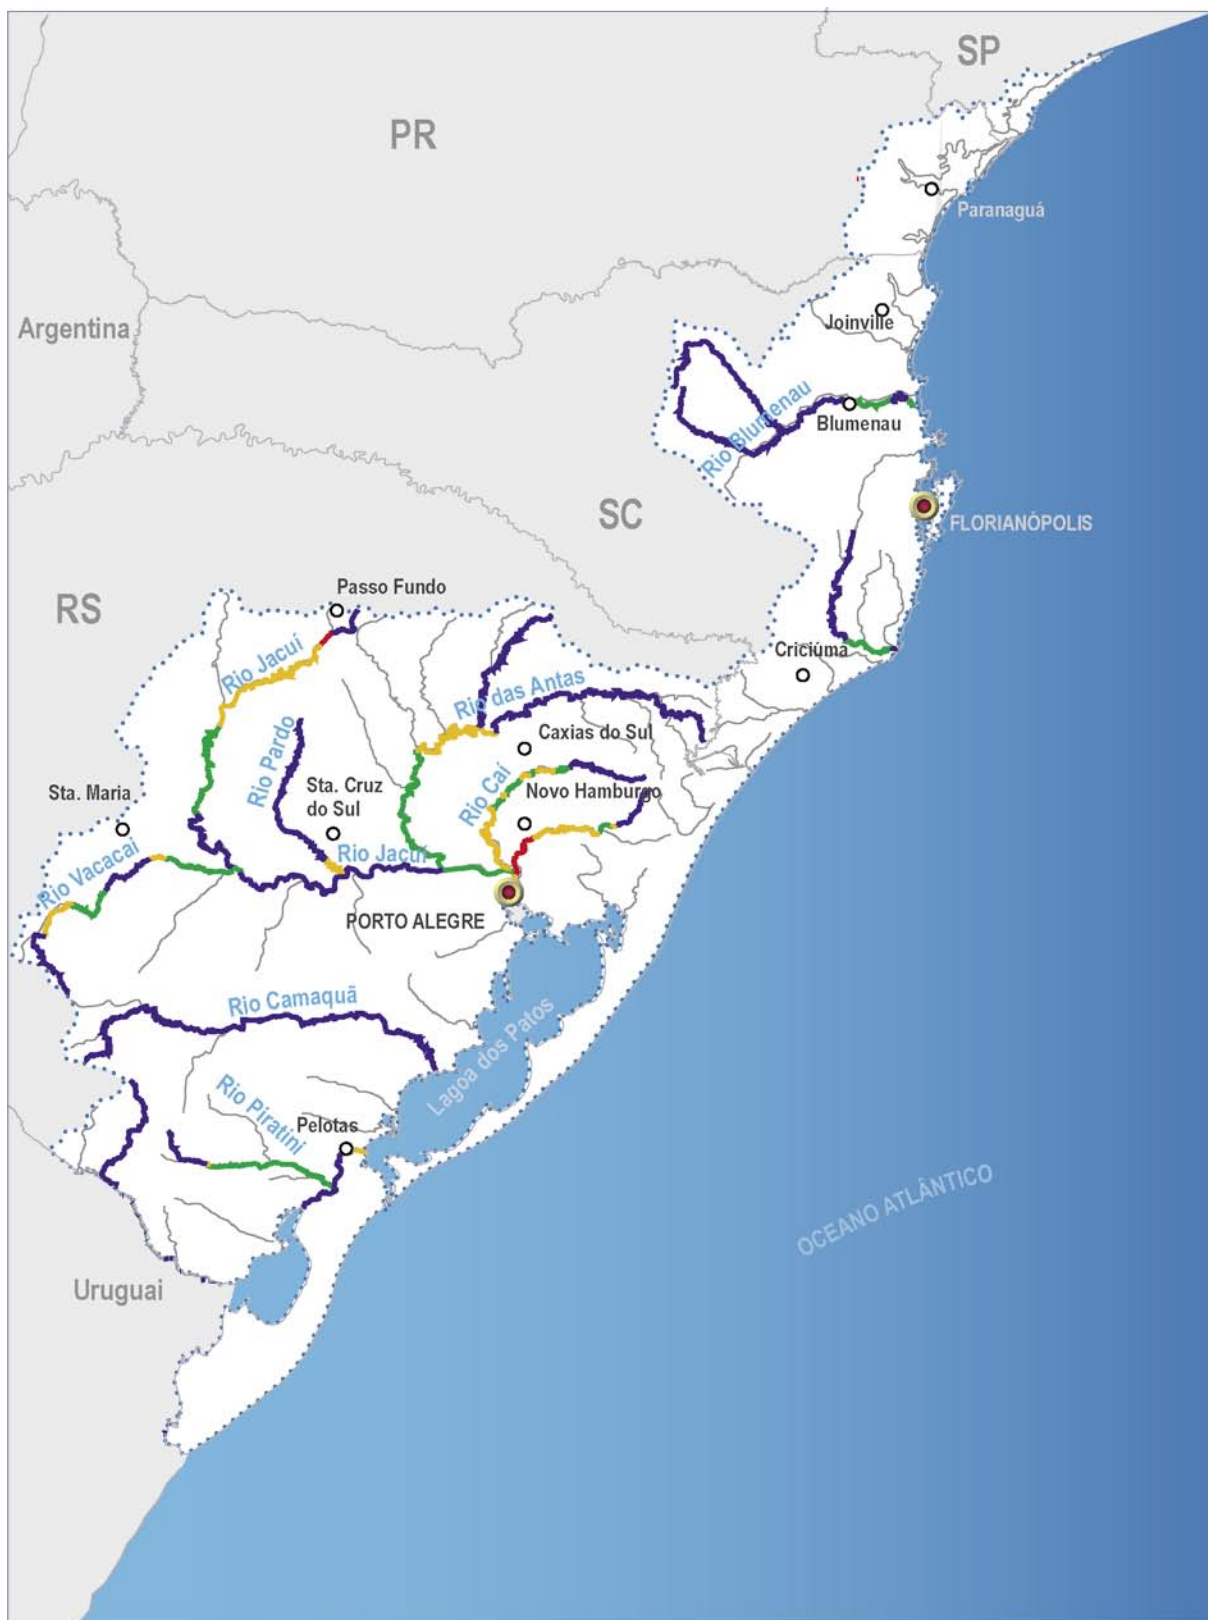 SP
PR
Paranaguá
Argentina
Joinville
Rio Blumenau
Blumenau
SC
FLORIANÓPOLIS
Passo Fundo
RS
Rio Jacuí
Criciúma
Rio das Antas
Rio Pardo
Caxias do Sul
Sta. Maria
Sta. Cruz
do Sul
Rio Caí
Novo Hamburgo
Rio Vacacaí
Rio Jacuí
PORTO ALEGRE
Rio Camaquã
Lagoa dos Patos
Rio Piratini
Pelotas
OCEANO ATLÂNTICO
Uruguai